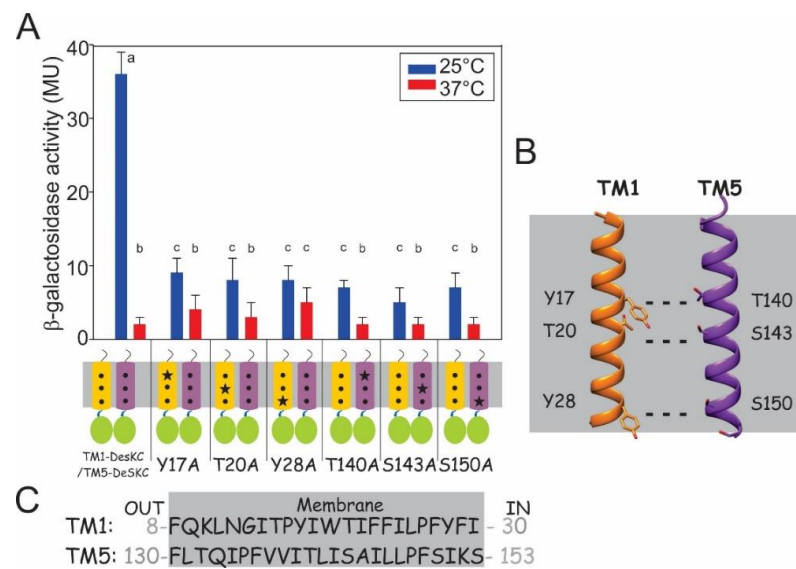 A
β-galactosidase activity (MU)
40
30
20
10
0
25°C
37°C
a
b
c b
c b
c c
c b
c b
c b
TM1-DesKC
/TM5-DeSKC
Y17A T20A Y28A T140A S143A S150A
B
TM1 TM5
Y17 T140
T20 S143
Y28 S150
C
OUT Membrane IN
TM1: 8-FQKLNGITPYIWTIFFILPFYFI- 30
TM5: 130-FLTQIPFVVITLISAILLPFSIKS-153